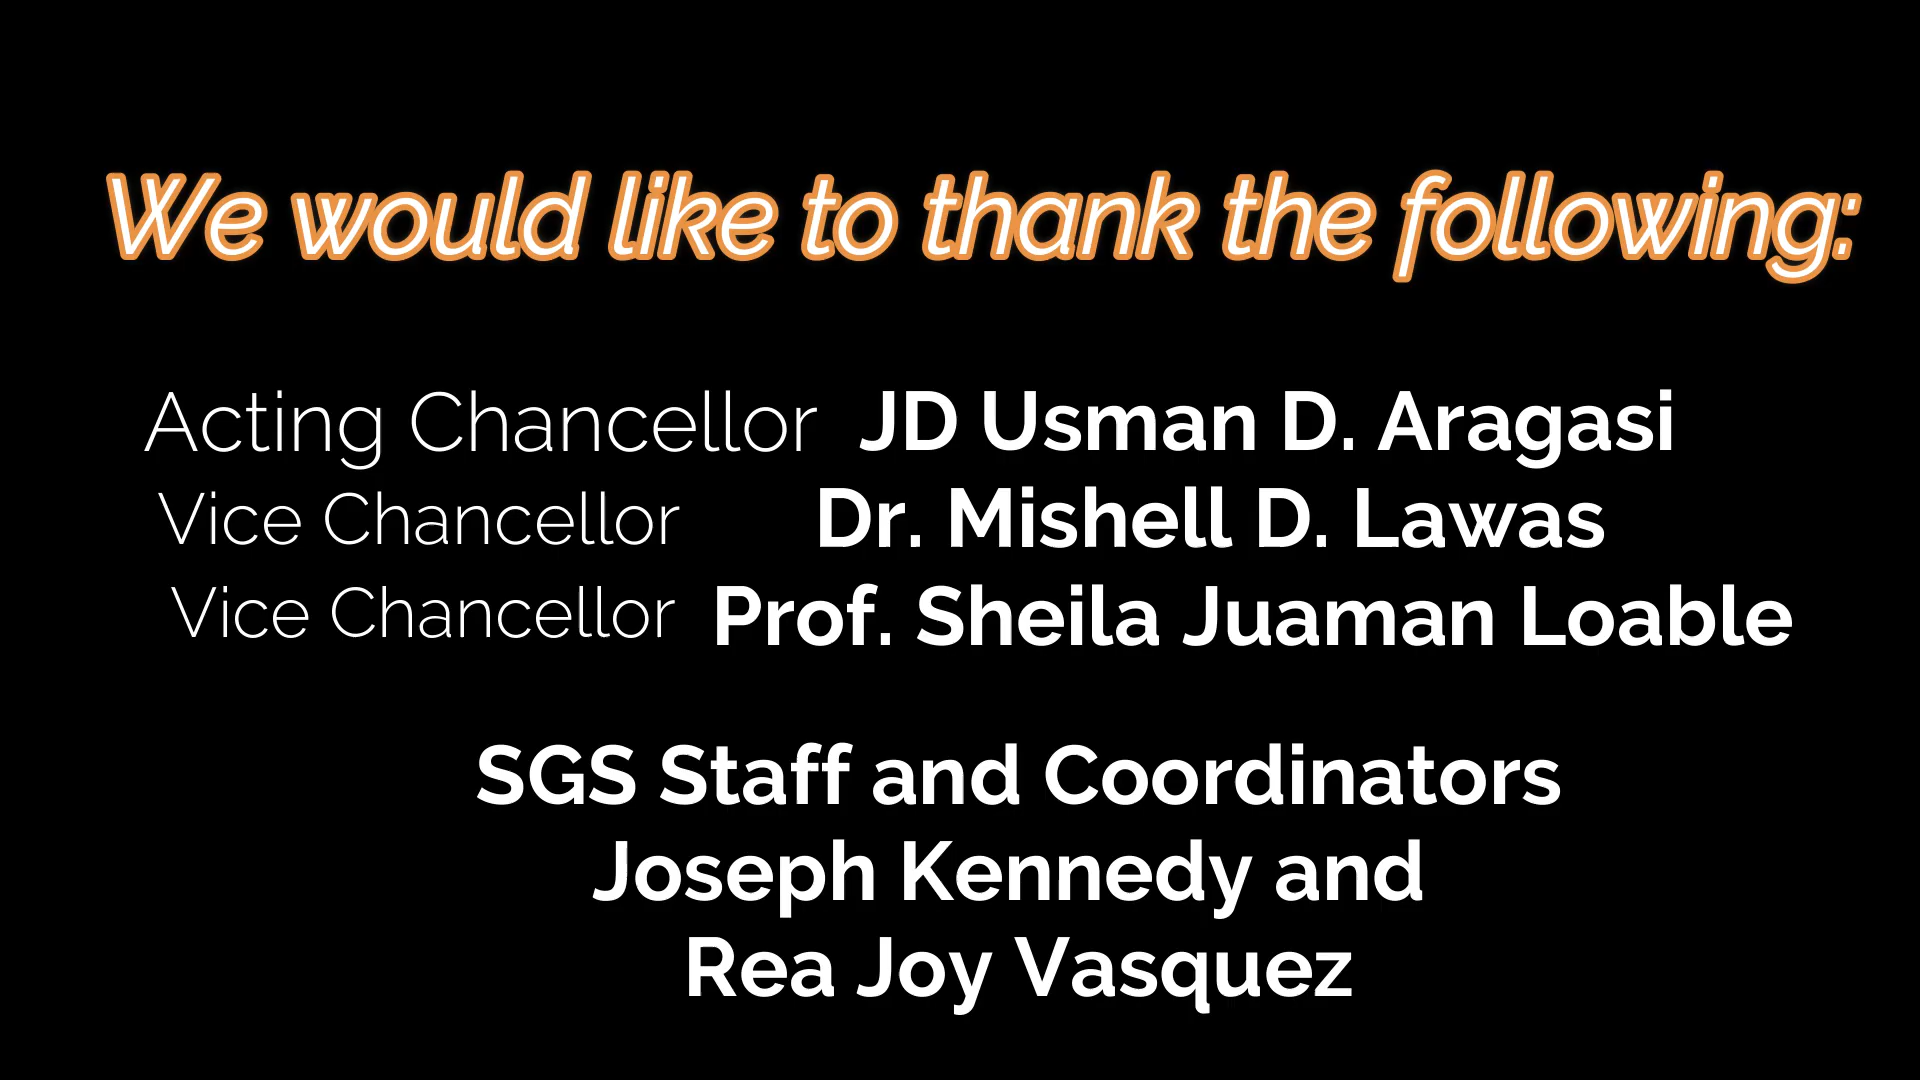 We would like to thank the following:
Acting Chancellor JD Usman D. Aragasi
Vice Chancellor Dr. Mishell D. Lawas
Vice Chancellor Prof. Sheila Juaman Loable
SGS Staff and Coordinators
Joseph Kennedy and
Rea Joy Vasquez